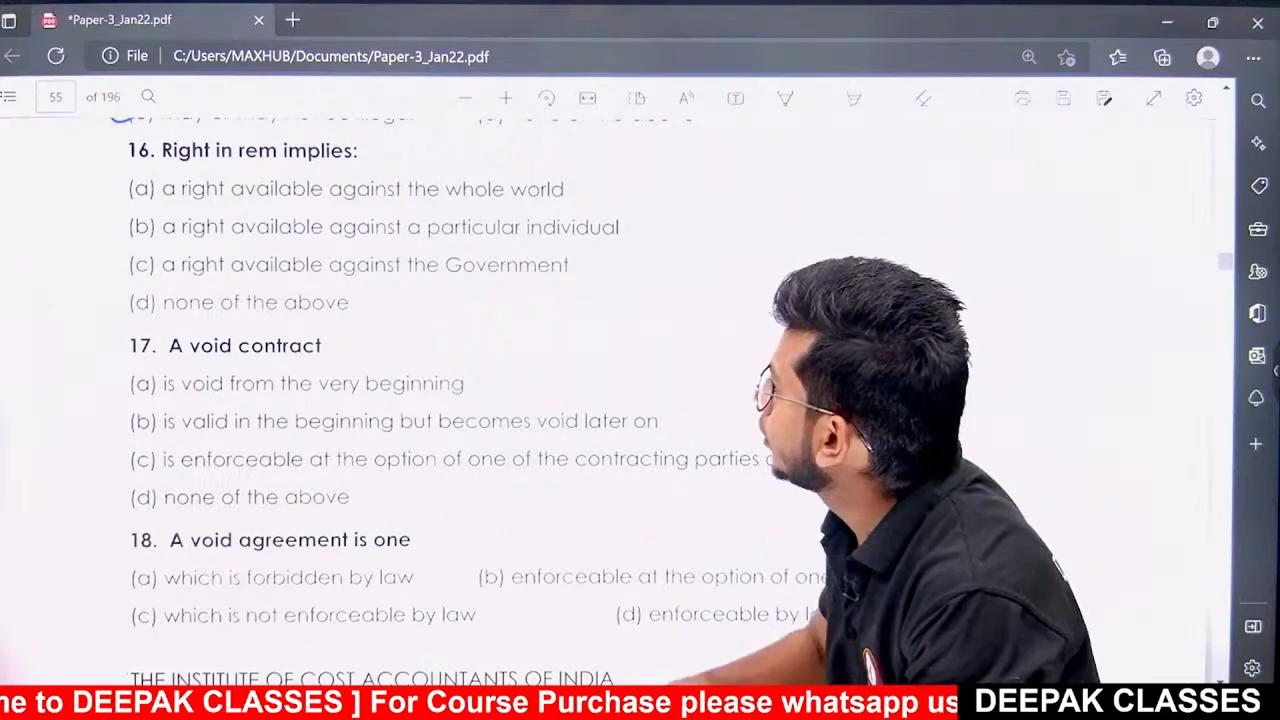 *Paper-3_Jan22.pdf
File C:/Users/MAXHUB/Documents/Paper-3_Jan22.pdf
55 of 196
16. Right in rem implies:
(a) a right available against the whole world
(b) a right available against a particular individual
(c) a right available against the Government
(d) none of the above
17. A void contract
(a) is void from the very beginning
(b) is valid in the beginning but becomes void later on
(c) is enforceable at the option of one of the contracting parties
(d) none of the above
18. A void agreement is one
(a) which is forbidden by law (b) enforceable at the option of one
(c) which is not enforceable by law (d) enforceable by
THE INSTITUTE OF COST ACCOUNTANTS OF INDIA
me to DEEPAK CLASSES ] For Course Purchase please whatsapp us DEEPAK CLASSES